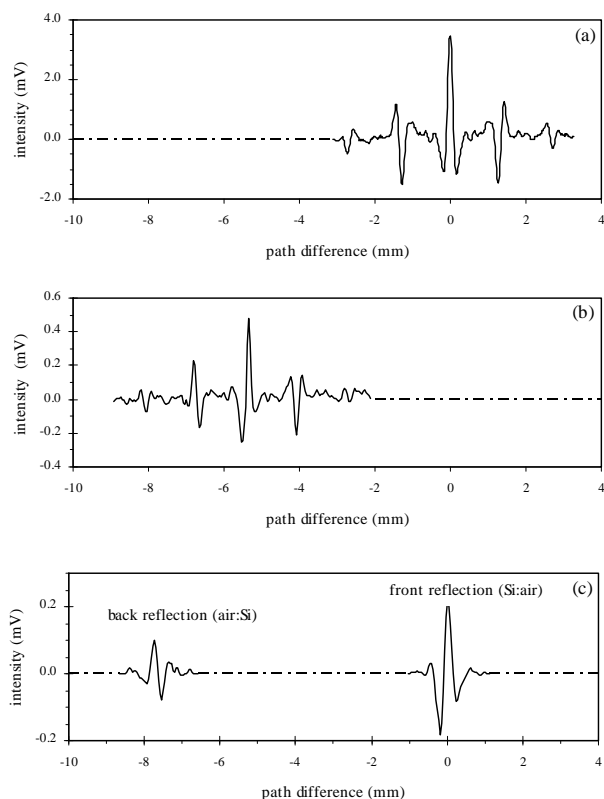 (a)
4.0
2.0
0.0
-2.0
intensity (mV)
-10 -8 -6 -4 -2 0 2 4
path difference (mm)
(b)
0.6
0.4
0.2
0.0
-0.2
-0.4
intensity (mV)
-10 -8 -6 -4 -2 0 2 4
path difference (mm)
(c)
front reflection (Si:air)
back reflection (air:Si)
0.2
0.0
-0.2
intensity (mV)
-10 -8 -6 -4 -2 0 2 4
path difference (mm)